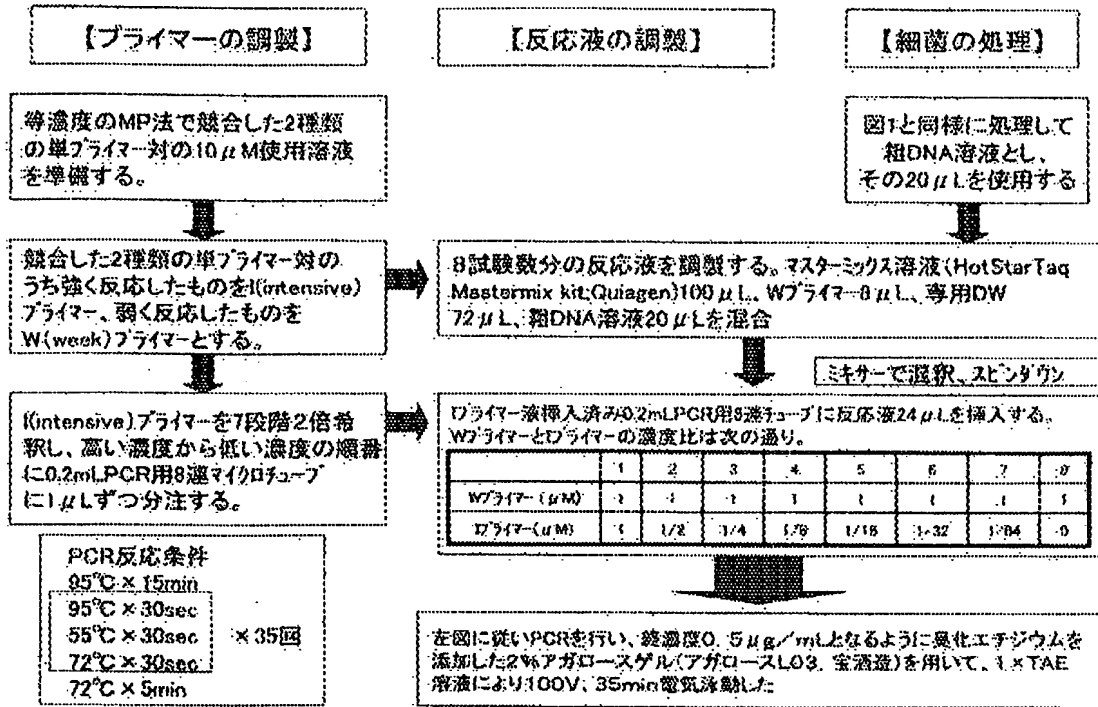 【プライマーの調製】
【反応液の調製】
【細菌の処理】
等濃度のMP法で競合した2種類
の単プライマー対の10μM使用溶液
を準備する。
図1と同様に処理して
粗DNA溶液とし、
その20μLを使用する
競合した2種類の単プライマー対の
うち強く反応したものをI(intensive)
プライマー、弱く反応したものを
W(week)プライマーとする。
8試験数分の反応液を調製する。マスターミックス溶液(HotStarTaq
Mastermix kit;Quiagen)100μL、Wプライマー8μL、専用DW
72μL、粗DNA溶液20μLを混合
ミキサーで混釈、スピンダウン
I(intensive)プライマーを7段階2倍希
釈し、高い濃度から低い濃度の順番
に0.2mLPCR用8連マイクロチューブ
に1μLずつ分注する。
Iプライマー液挿入済み0.2mLPCR用8連チューブに反応液24μLを挿入する。
WプライマーとIプライマーの濃度比は次の通り。
1 2 3 4 5 6 7 8
Wプライマー(μM) 1 1 1 1 1 1 1 1
Iプライマー(μM) 1 1/2 1/4 1/8 1/16 1/32 1/64 0
PCR反応条件
95℃×15min
95℃×30sec
55℃×30sec
×35回
72℃×30sec
72℃×5min
左図に従いPCRを行い、終濃度0.5μg/mLとなるように臭化エチジウムを
添加した2%アガロースゲル(アガロースL03、宝酒造)を用いて、1×TAE
溶液により100V、35min電気泳動した